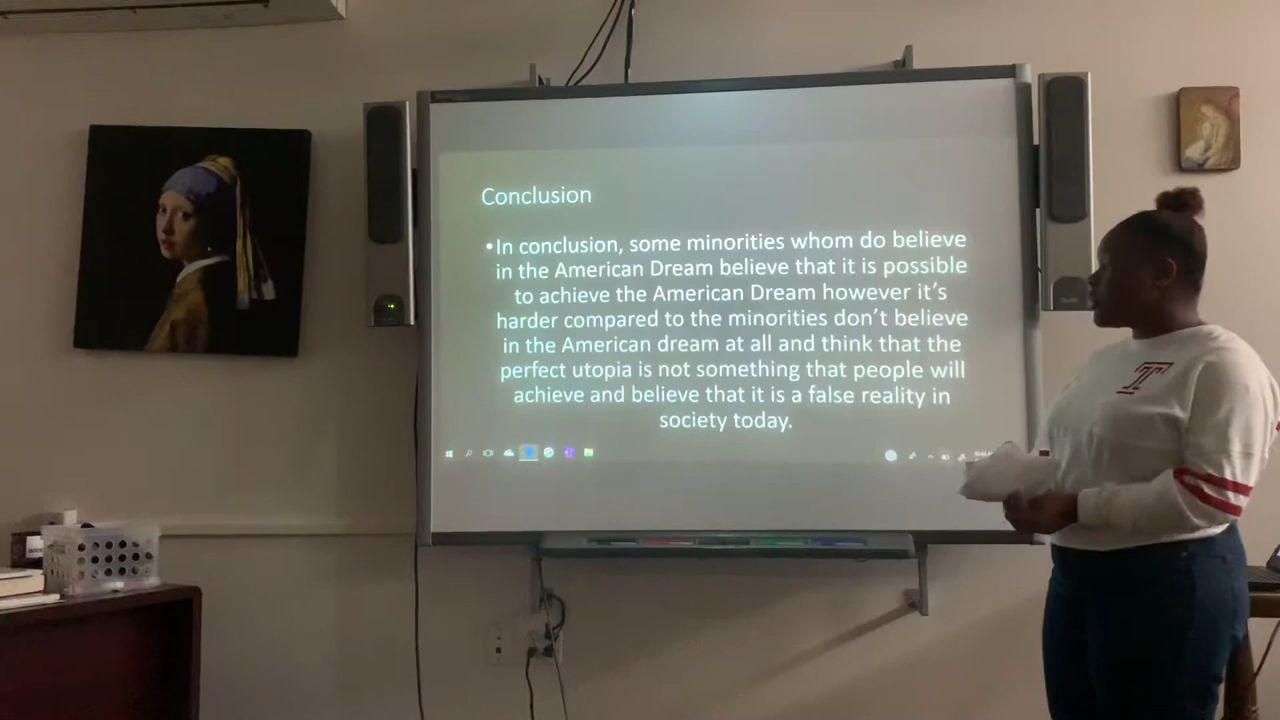 Conclusion
•In conclusion, some minorities whom do believe
in the American Dream believe that it is possible
to achieve the American Dream however it's
harder compared to the minorities don't believe
in the American dream at all and think that the
perfect utopia is not something that people will
achieve and believe that it is a false reality in
society today.
T